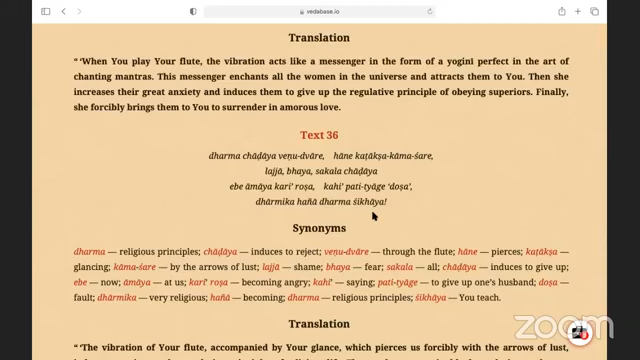 vedabase.io
Translation
“ ‘When You play Your flute, the vibration acts like a messenger in the form of a yoginī perfect in the art of
chanting mantras. This messenger enchants all the women in the universe and attracts them to You. Then she
increases their great anxiety and induces them to give up the regulative principle of obeying superiors. Finally,
she forcibly brings them to You to surrender in amorous love.
Text 36
dharma chāḍāya veṇu-dvāre, hāne kaṭākṣa-kāma-śare,
lajjā, bhaya, sakala chāḍāya
ebe āmāya kari’ roṣa, kahi’ pati-tyāge ‘doṣa’,
dhārmika hañā dharma śikhāya!
Synonyms
dharma — religious principles; chāḍāya — induces to reject; veṇu-dvāre — through the flute; hāne — pierces; kaṭākṣa —
glancing; kāma-śare — by the arrows of lust; lajjā — shame; bhaya — fear; sakala — all; chāḍāya — induces to give up;
ebe — now; āmāya — at us; kari’ roṣa — becoming angry; kahi’ — saying; pati-tyāge — to give up one’s husband; doṣa —
fault; dhārmika — very religious; hañā — becoming; dharma — religious principles; śikhāya — You teach.
Translation
“ ‘The vibration of Your flute, accompanied by Your glance, which pierces us forcibly with the arrows of lust,
zoom